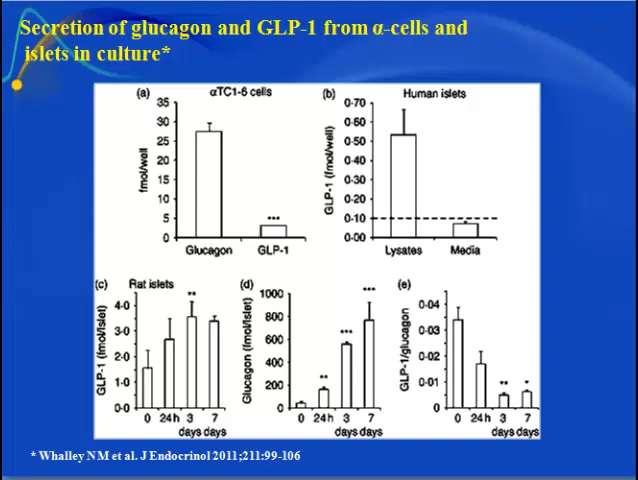 Secretion of glucagon and GLP-1 from α-cells and
islets in culture*
(a) αTC1-6 cells
35
30
25
20
15
10
5
0
fmol/well
***
Glucagon GLP-1
(b) Human islets
0·70
0·60
0·50
0·40
0·30
0·20
0·10
0·00
GLP-1 (fmol/well)
Lysates Media
(c) Rat islets
4·0
3·0
2·0
1·0
0·0
GLP-1 (fmol/islet)
**
0 24 h 3 7
days days
(d)
1000
800
600
400
200
0
Glucagon (fmol/islet)
**
***
***
0 24 h 3 7
days days
(e)
0·04
0·03
0·02
0·01
0
GLP-1/glucagon
**
*
0 24 h 3 7
days days
* Whalley NM et al. J Endocrinol 2011;211:99-106